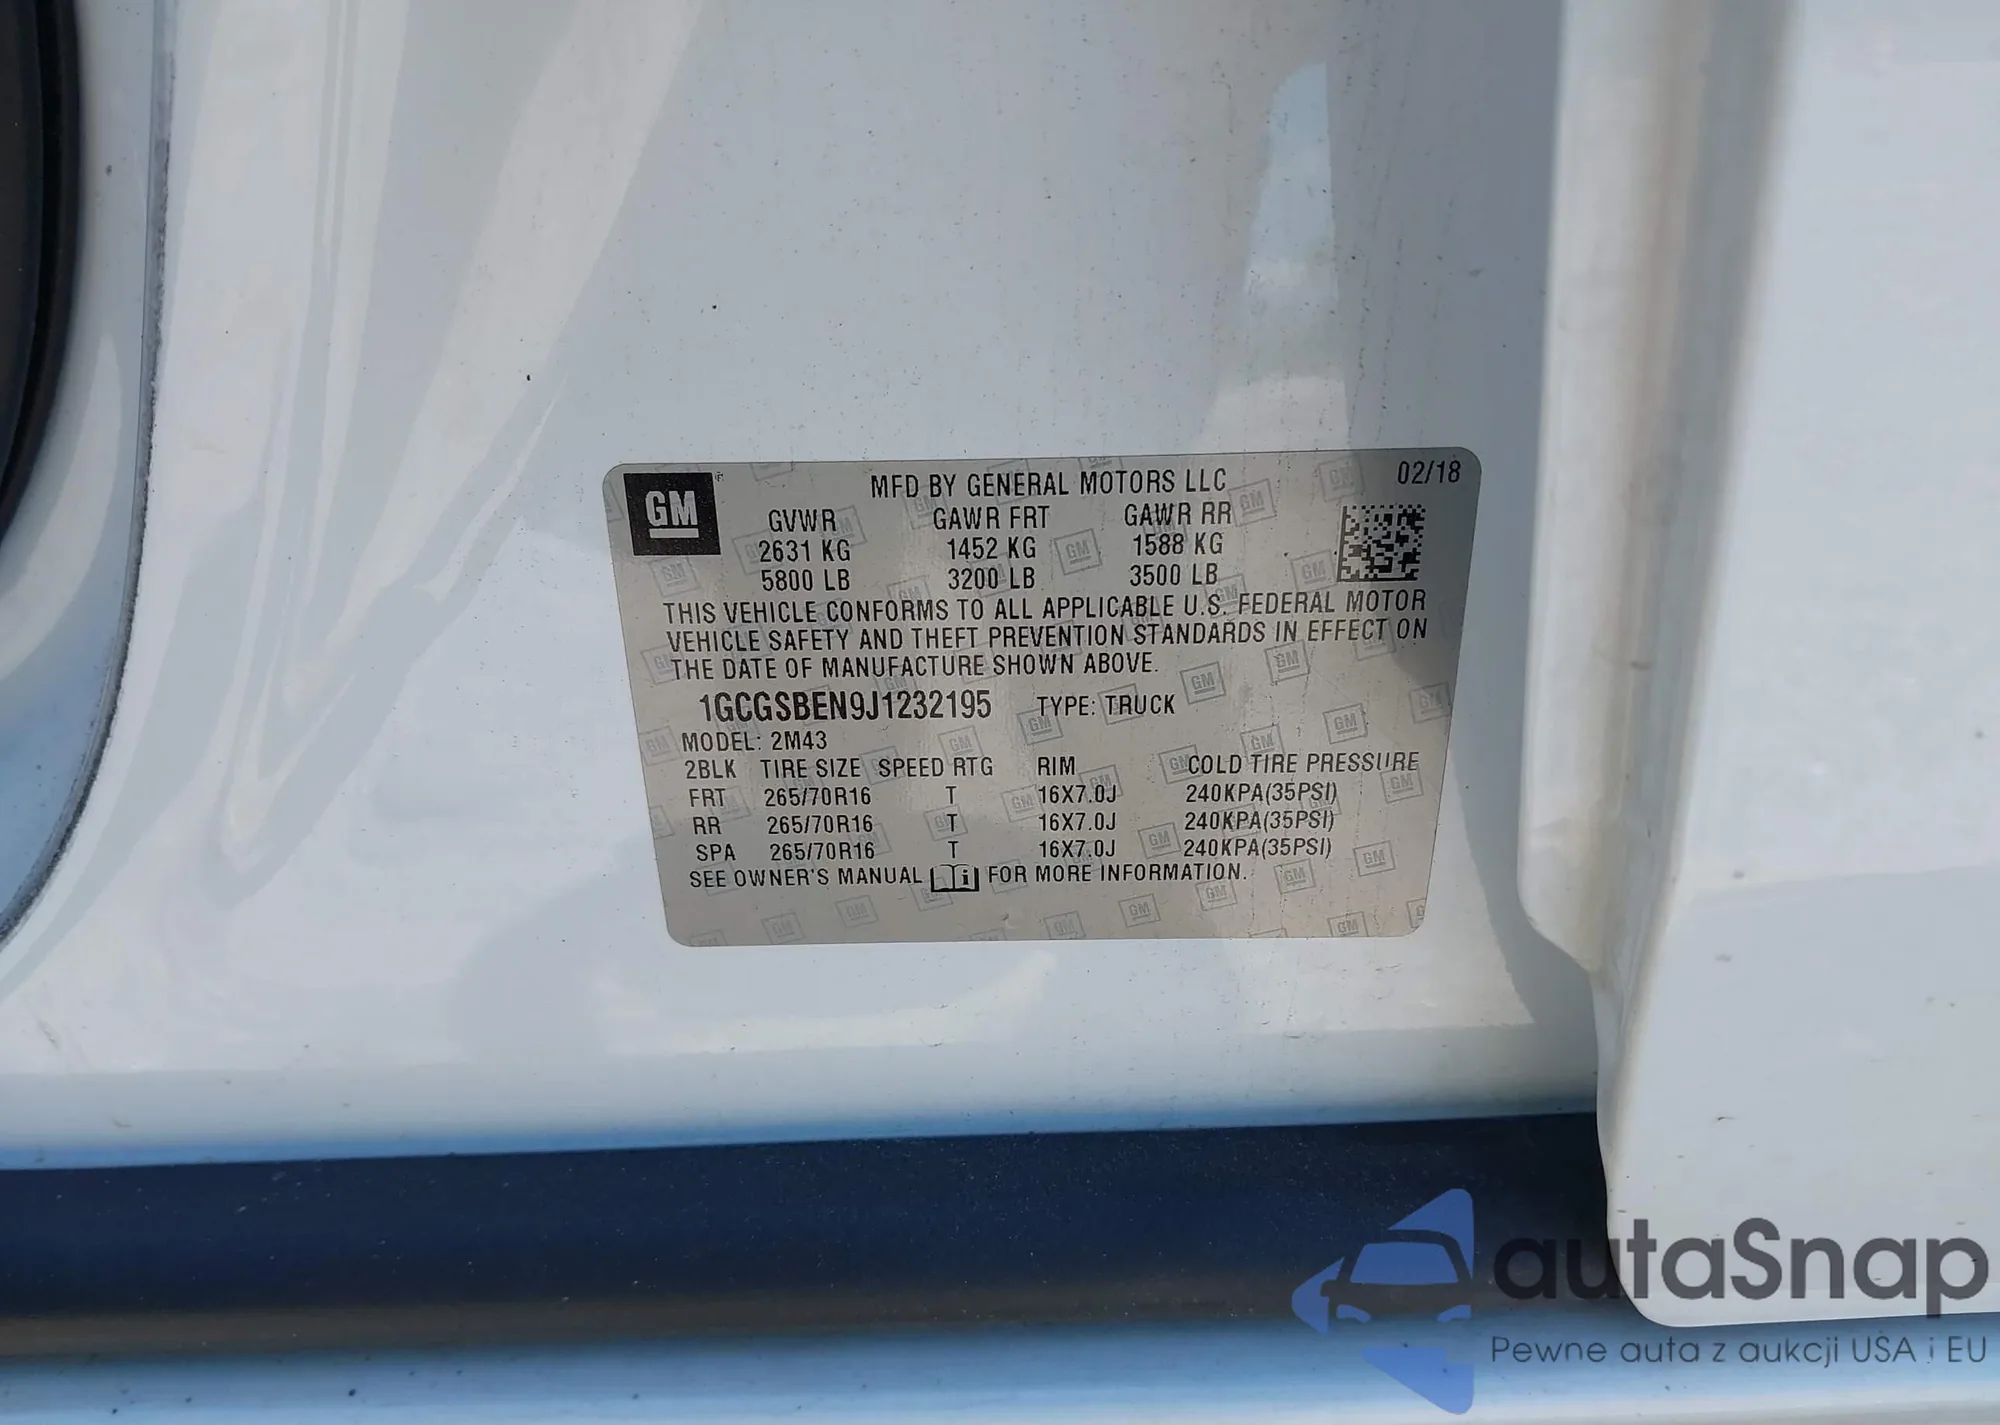 GM
MFD BY GENERAL MOTORS LLC 02/18
GVWR GAWR FRT GAWR RR
2631 KG 1452 KG 1588 KG
5800 LB 3200 LB 3500 LB
THIS VEHICLE CONFORMS TO ALL APPLICABLE U.S. FEDERAL MOTOR
VEHICLE SAFETY AND THEFT PREVENTION STANDARDS IN EFFECT ON
THE DATE OF MANUFACTURE SHOWN ABOVE.
1GCGSBEN9J1232195 TYPE: TRUCK
MODEL: 2M43
2BLK TIRE SIZE SPEED RTG RIM COLD TIRE PRESSURE
FRT 265/70R16 T 16X7.0J 240KPA(35PSI)
RR 265/70R16 T 16X7.0J 240KPA(35PSI)
SPA 265/70R16 T 16X7.0J 240KPA(35PSI)
SEE OWNER'S MANUAL i FOR MORE INFORMATION.
autaSnap
Pewne auta z aukcji USA i EU